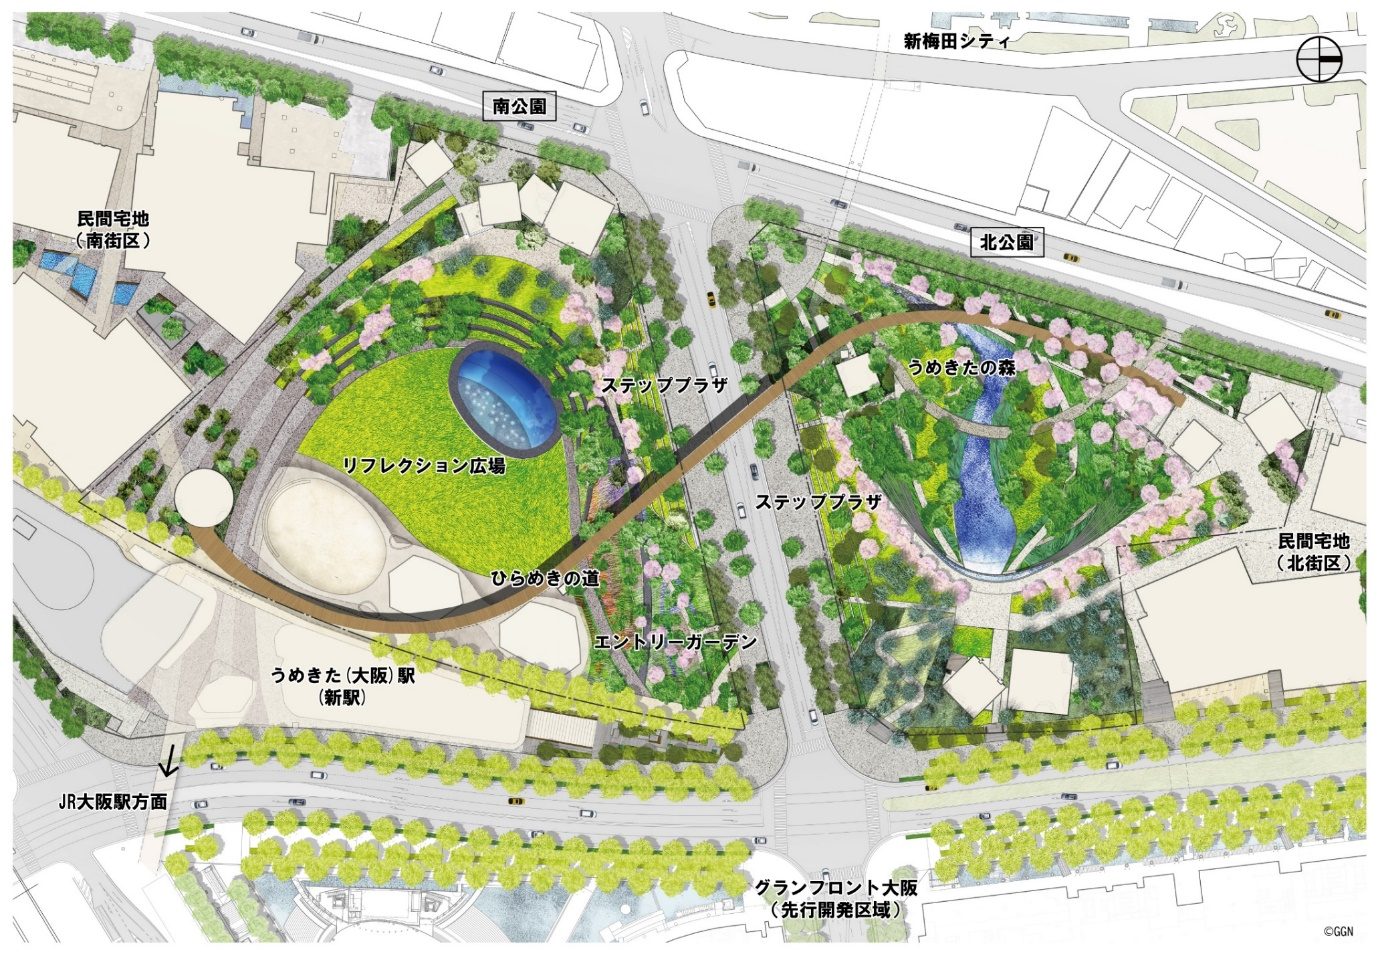 新梅田シティ
南公園
民間宅地
（南街区）
北公園
うめきたの森
ステッププラザ
リフレクション広場
ステッププラザ
民間宅地
（北街区）
ひらめきの道
エントリーガーデン
うめきた(大阪)駅
(新駅)
JR大阪駅方面
グランフロント大阪
（先行開発区域）
©GGN